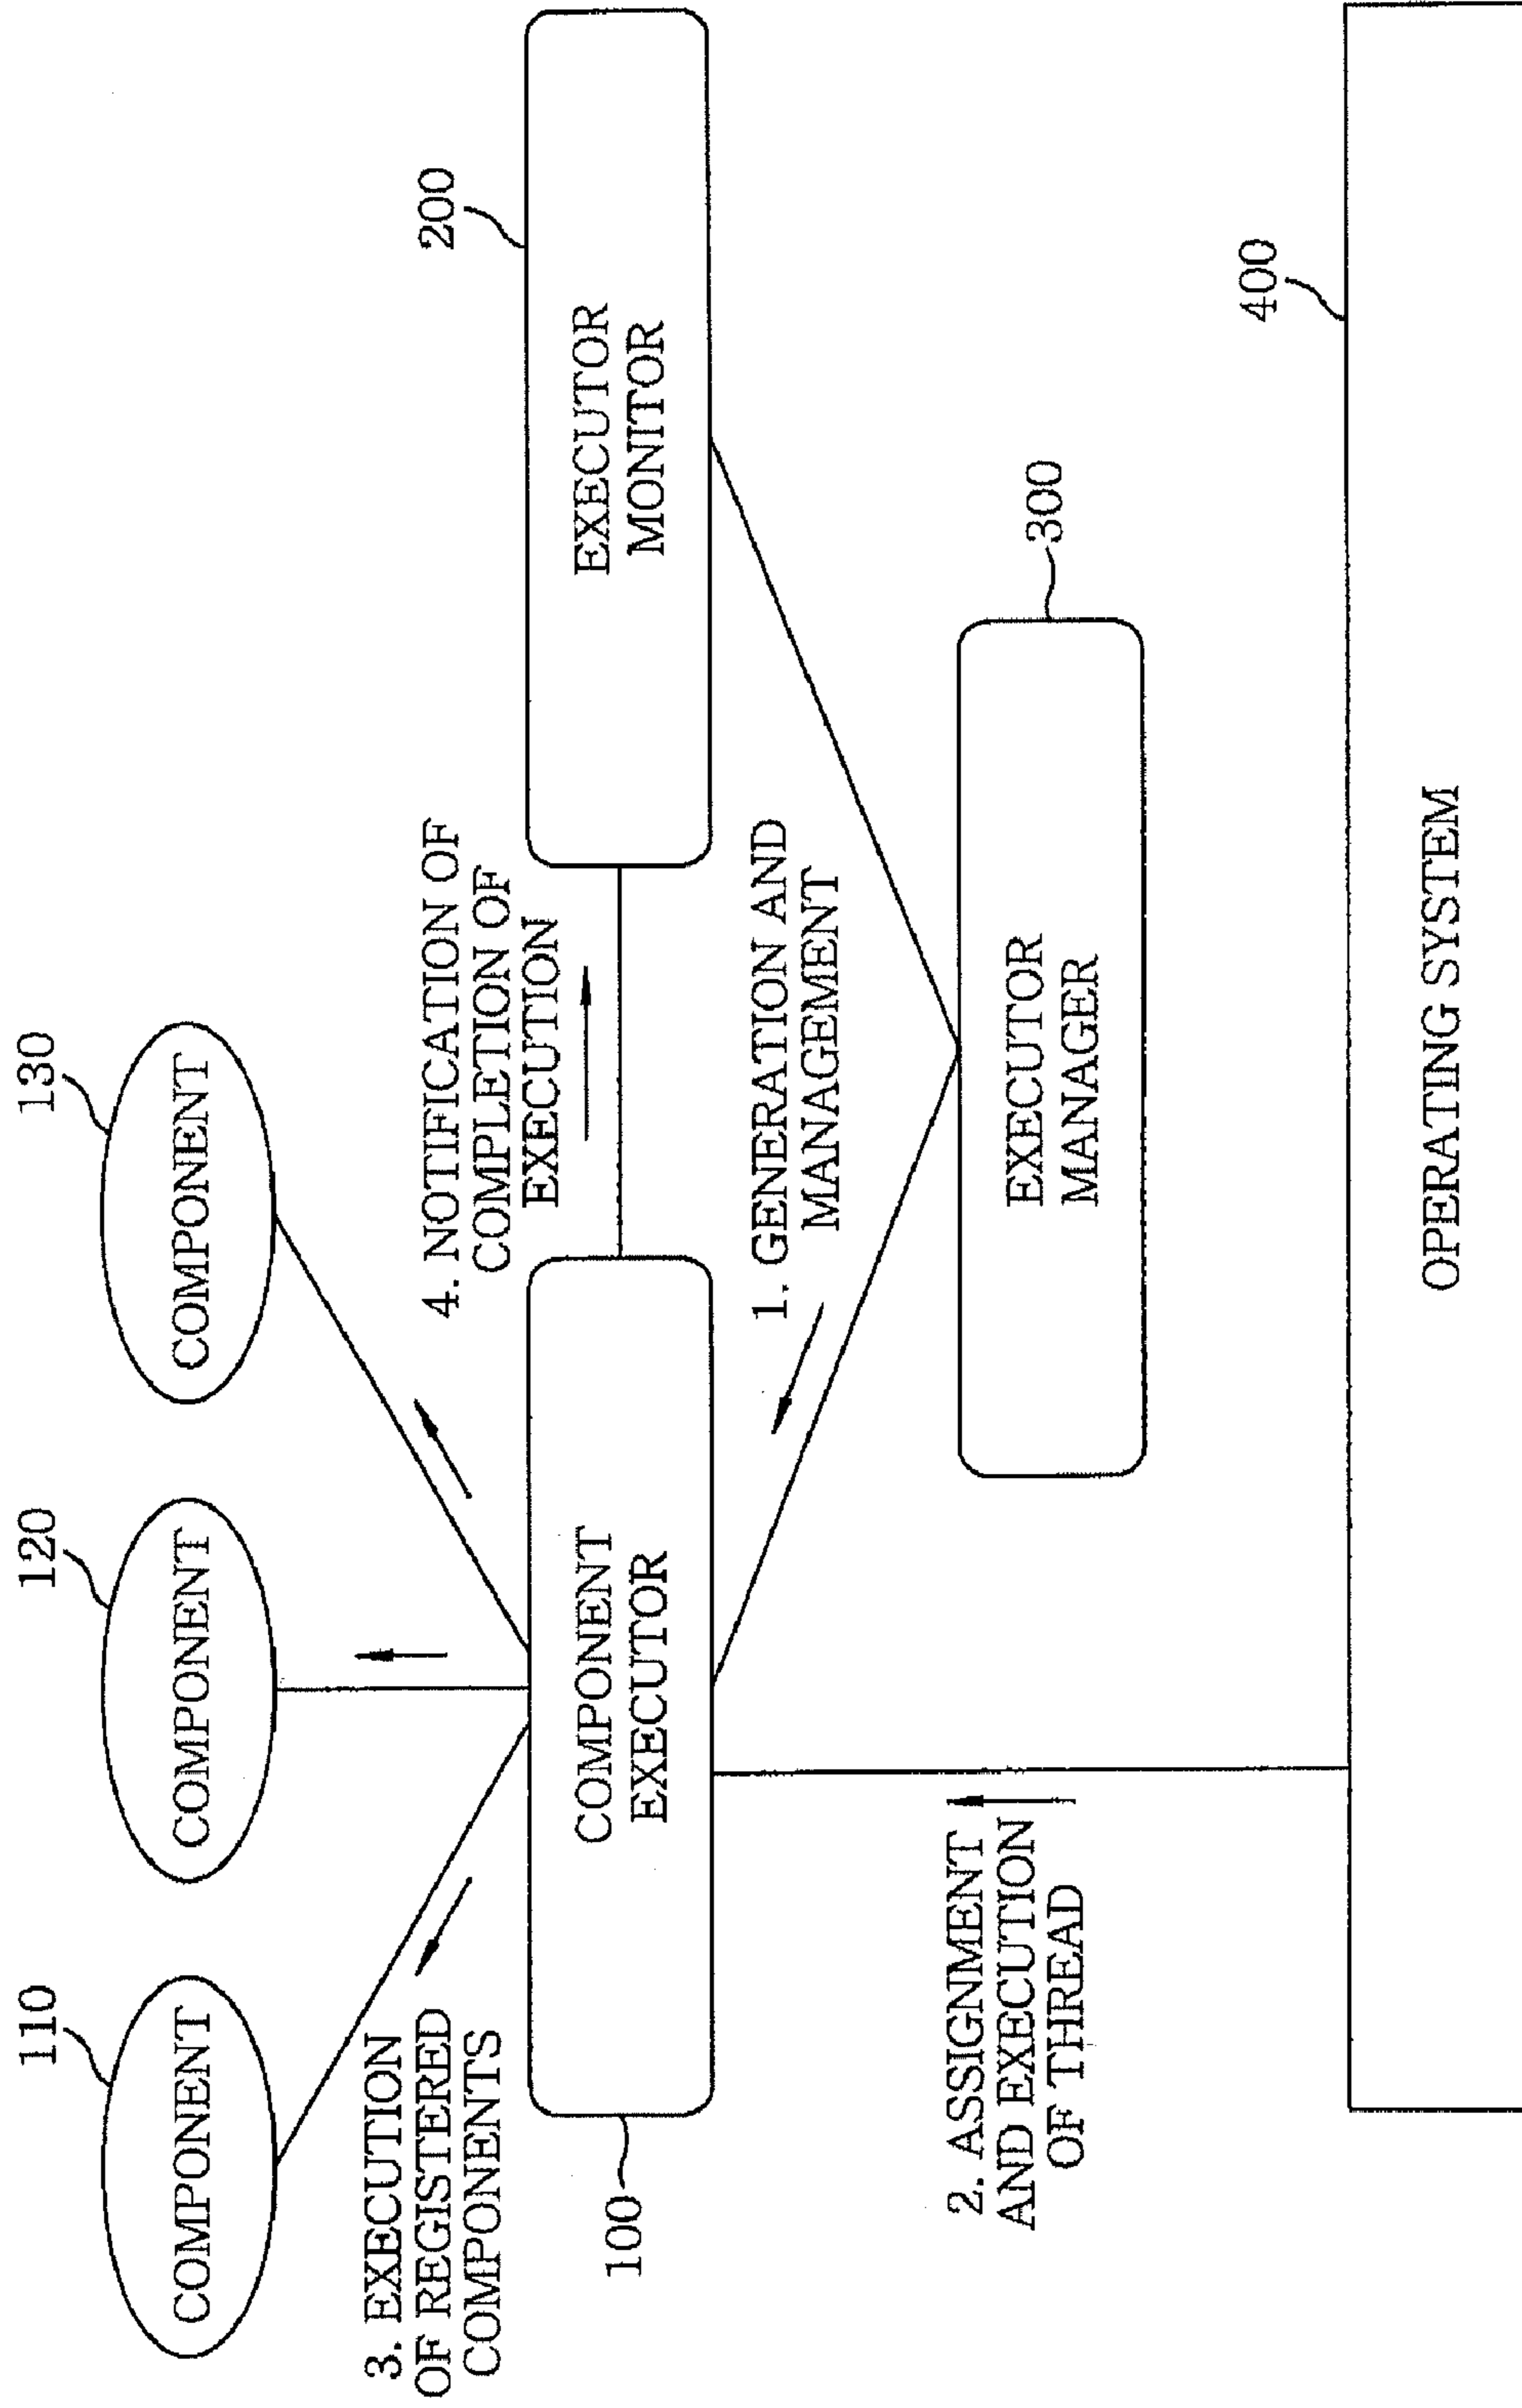 110
120
130
COMPONENT
COMPONENT
COMPONENT
3. EXECUTION
OF REGISTERED
COMPONENTS
4. NOTIFICATION OF
COMPLETION OF
EXECUTION
200
100
COMPONENT
EXECUTOR
EXECUTOR
MONITOR
1. GENERATION AND
MANAGEMENT
2. ASSIGNMENT
AND EXECUTION
OF THREAD
EXECUTOR
MANAGER
300
400
OPERATING SYSTEM